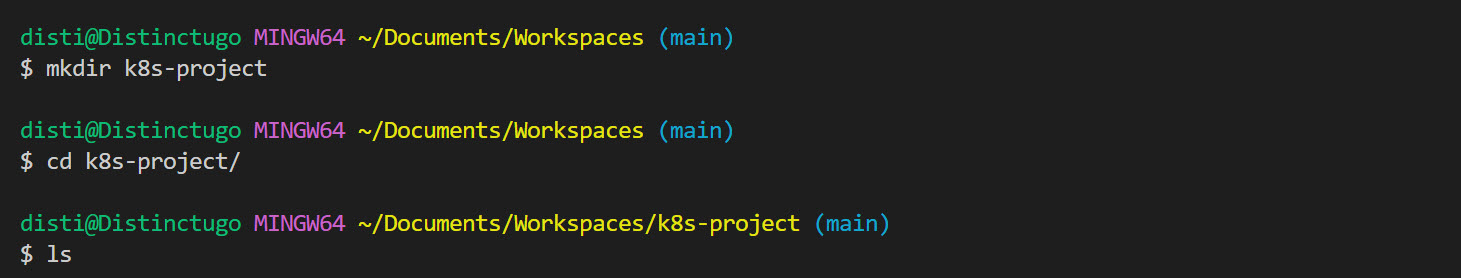 disti@Distinctugo MINGW64 ~/Documents/Workspaces (main)
$ mkdir k8s-project
disti@Distinctugo MINGW64 ~/Documents/Workspaces (main)
$ cd k8s-project/
disti@Distinctugo MINGW64 ~/Documents/Workspaces/k8s-project (main)
$ ls